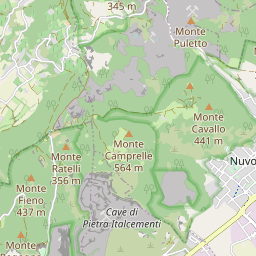 345 m
Monte
Puletto
Monte
Cavallo
441 m
Monte
Camprelle
564 m
Monte
Ratelli
356 m
Nuvo
Monte
Fieno
437 m
Cave di
Pietra Italcementi